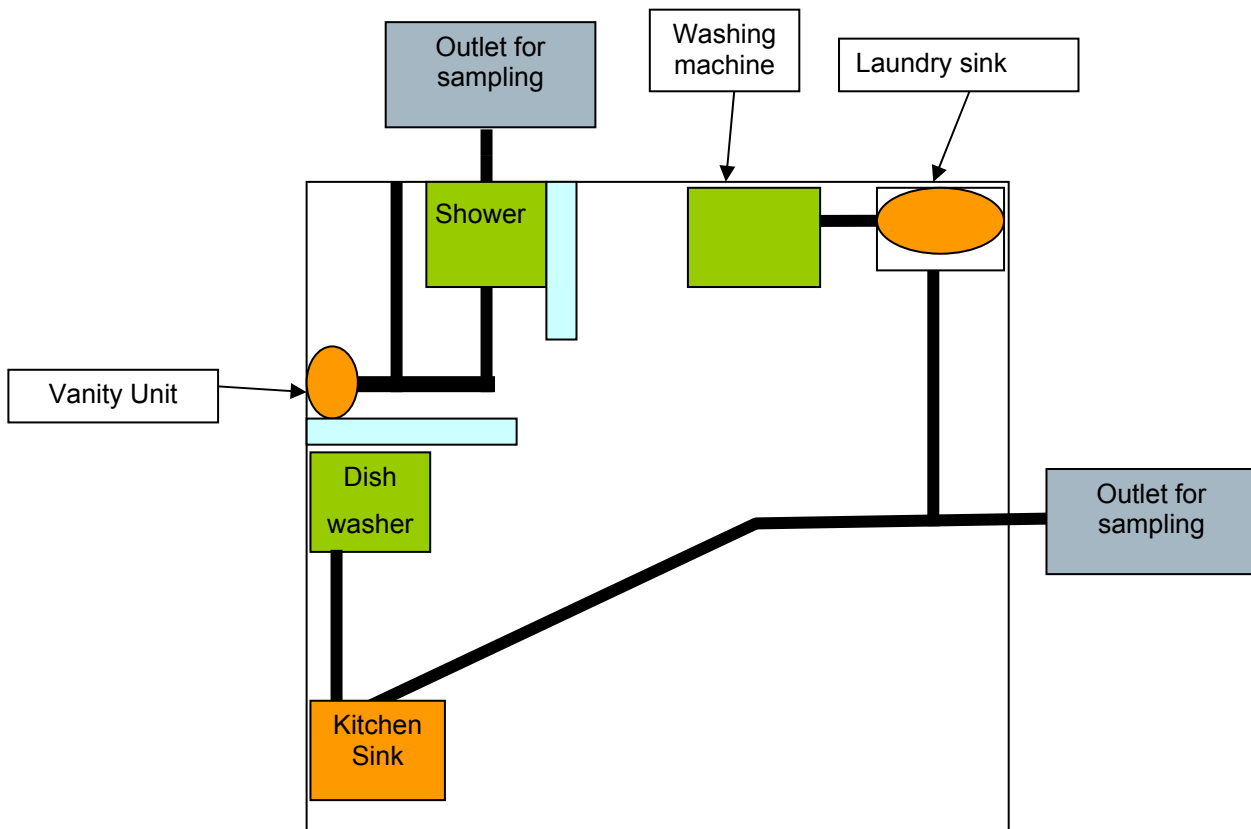 Outlet for
sampling
Washing
machine
Laundry sink
Shower
Vanity Unit
Dish
washer
Outlet for
sampling
Kitchen
Sink